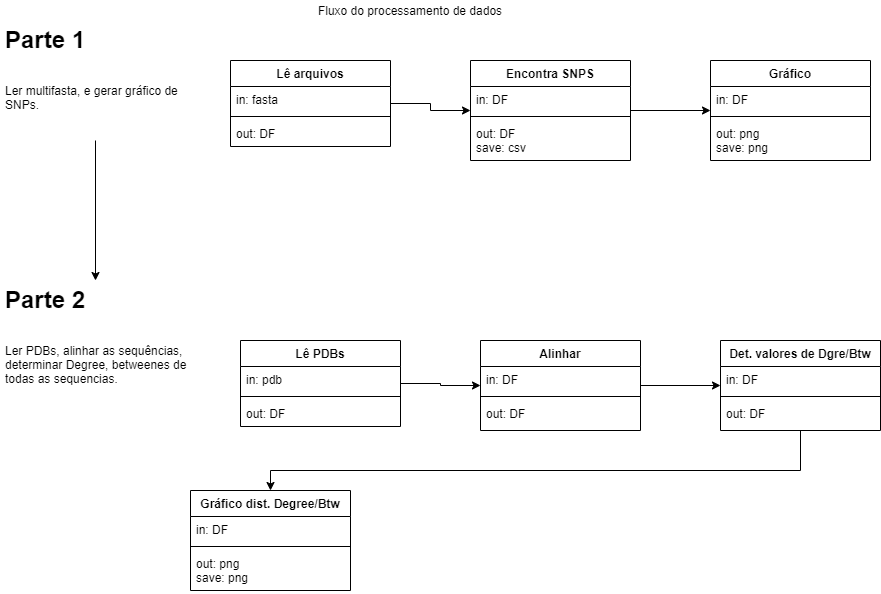 Fluxo do processamento de dados
Parte 1
Ler multifasta, e gerar gráfico de
SNPs.
Lê arquivos
in: fasta
out: DF
Encontra SNPS
in: DF
out: DF
save: csv
Gráfico
in: DF
out: png
save: png
Parte 2
Ler PDBs, alinhar as sequências,
determinar Degree, betweenes de
todas as sequencias.
Lê PDBs
in: pdb
out: DF
Alinhar
in: DF
out: DF
Det. valores de Dgre/Btw
in: DF
out: DF
Gráfico dist. Degree/Btw
in: DF
out: png
save: png